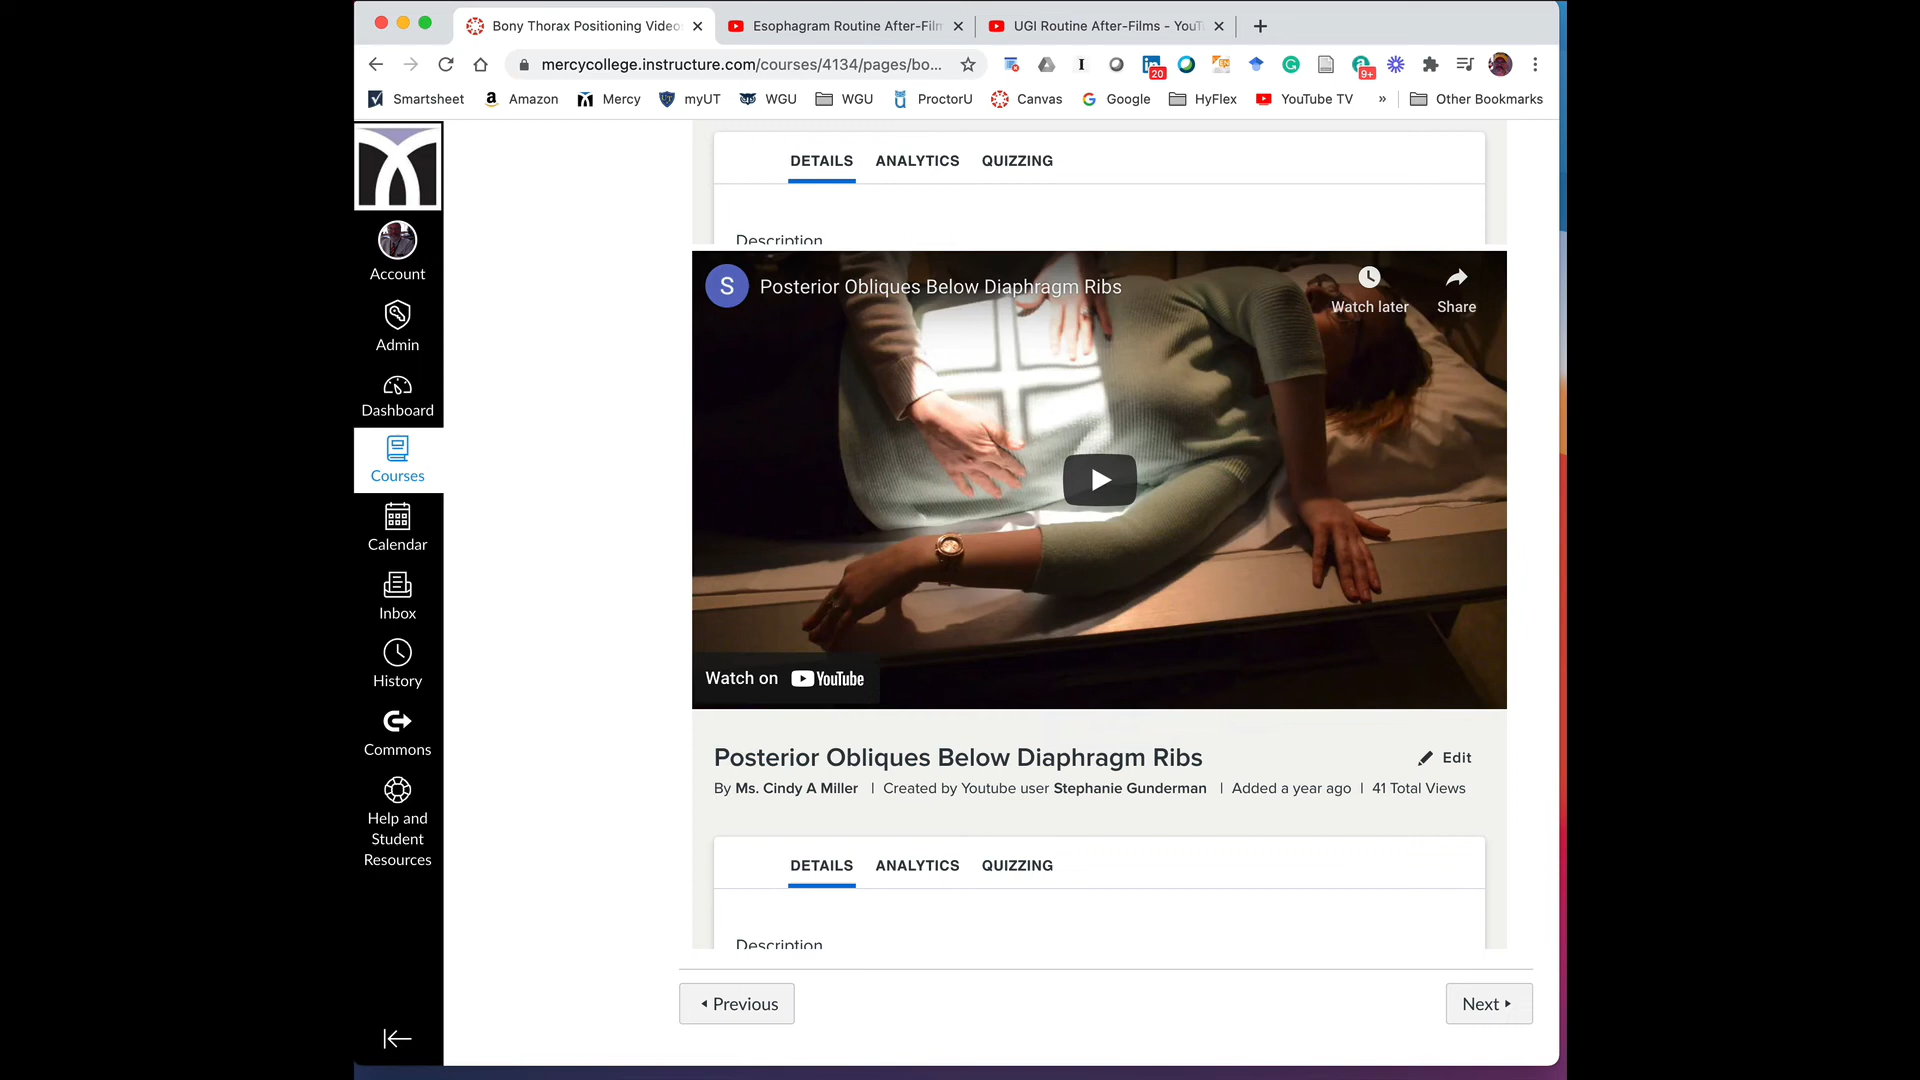 Bony Thorax Positioning Video
Esophagram Routine After-Film
UGI Routine After-Films - YouT
mercycollege.instructure.com/courses/4134/pages/bo...
20
9+
Smartsheet
Amazon
Mercy
myUT
WGU
WGU
ProctorU
Canvas
Google
HyFlex
YouTube TV
»
Other Bookmarks
Account
Admin
Dashboard
Courses
Calendar
Inbox
History
Commons
Help and
Student
Resources
DETAILS ANALYTICS QUIZZING
Description
S
Posterior Obliques Below Diaphragm Ribs
Watch later
Share
Watch on YouTube
Posterior Obliques Below Diaphragm Ribs
Edit
By Ms. Cindy A Miller | Created by Youtube user Stephanie Gunderman | Added a year ago | 41 Total Views
DETAILS ANALYTICS QUIZZING
Description
Previous
Next